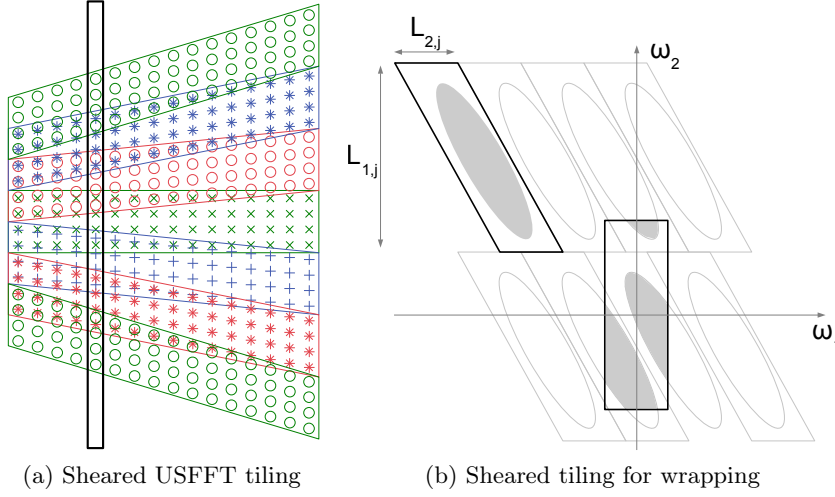 L2,j
ω2
L1,j
ω
(a) Sheared USFFT tiling
(b) Sheared tiling for wrapping